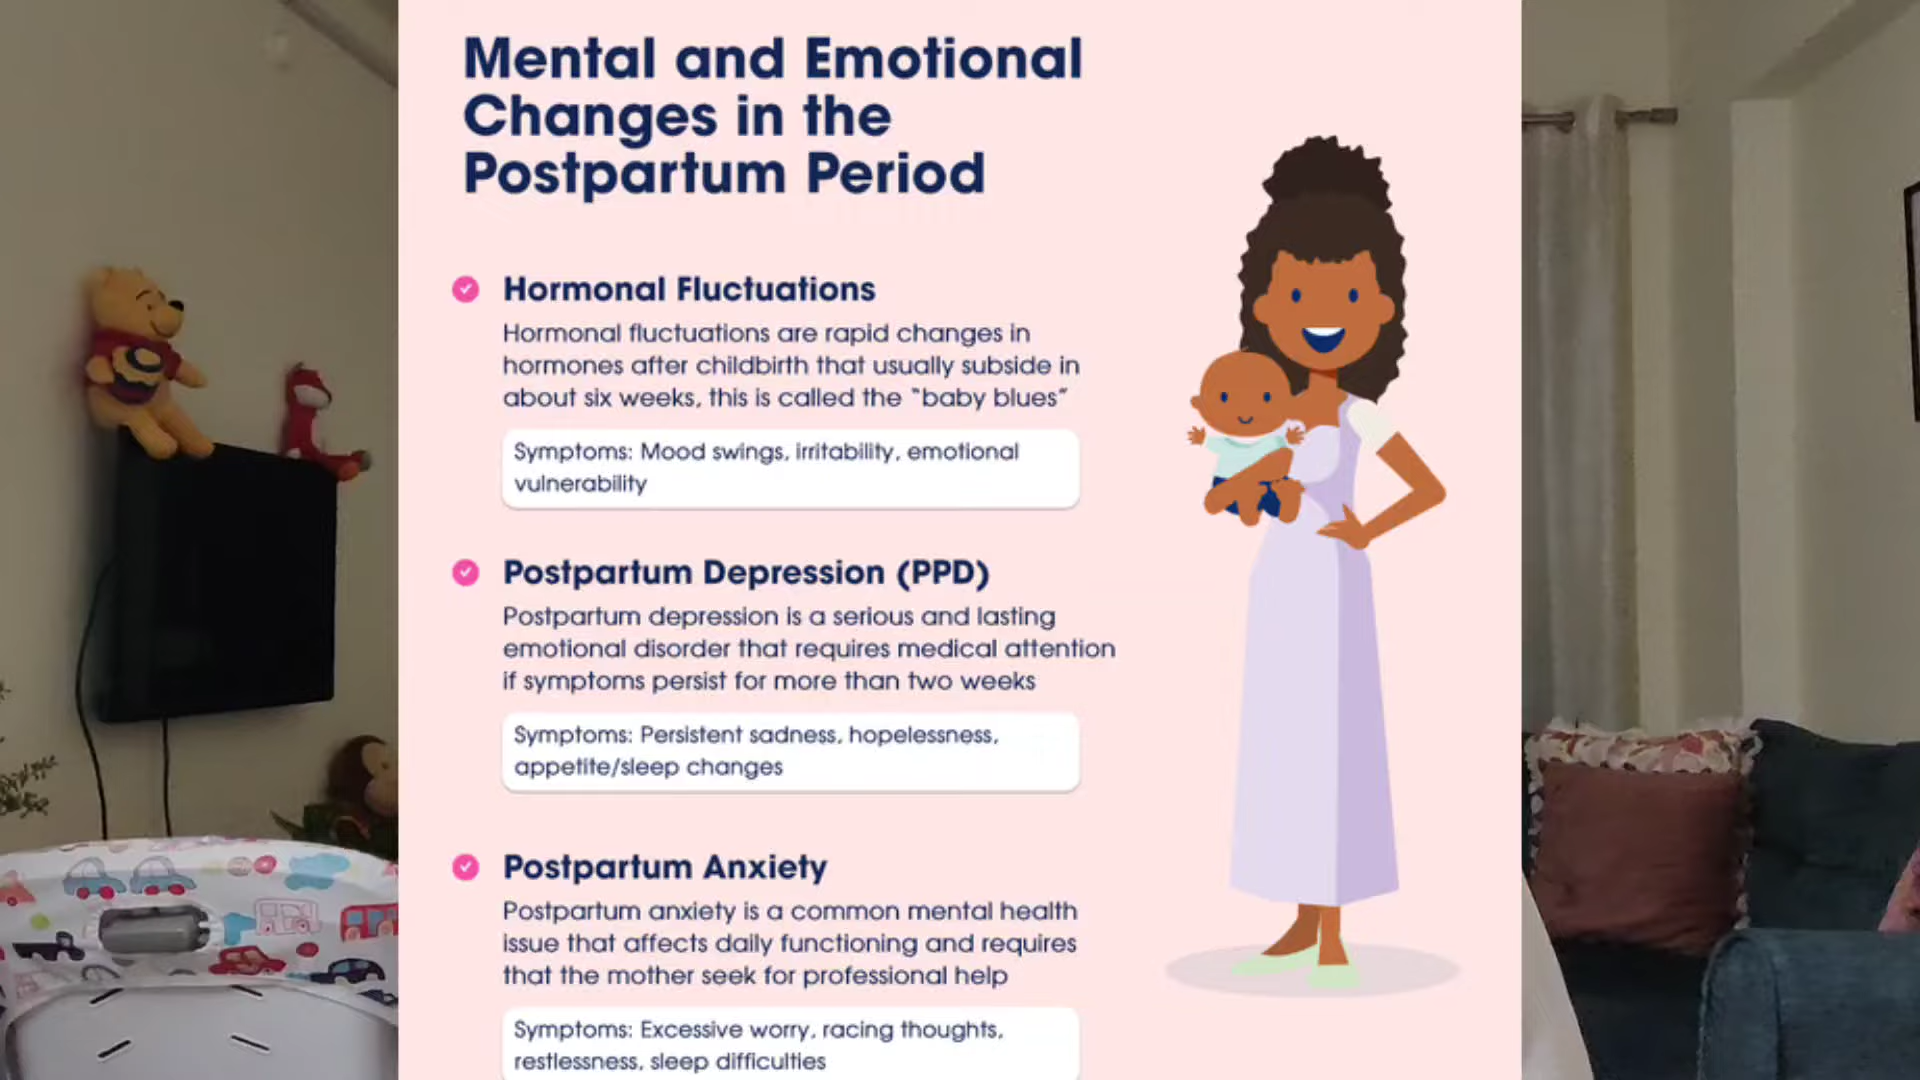 Mental and Emotional
Changes in the
Postpartum Period
Hormonal Fluctuations
Hormonal fluctuations are rapid changes in
hormones after childbirth that usually subside in
about six weeks, this is called the “baby blues”
Symptoms: Mood swings, irritability, emotional
vulnerability
Postpartum Depression (PPD)
Postpartum depression is a serious and lasting
emotional disorder that requires medical attention
if symptoms persist for more than two weeks
Symptoms: Persistent sadness, hopelessness,
appetite/sleep changes
Postpartum Anxiety
Postpartum anxiety is a common mental health
issue that affects daily functioning and requires
that the mother seek for professional help
Symptoms: Excessive worry, racing thoughts,
restlessness, sleep difficulties